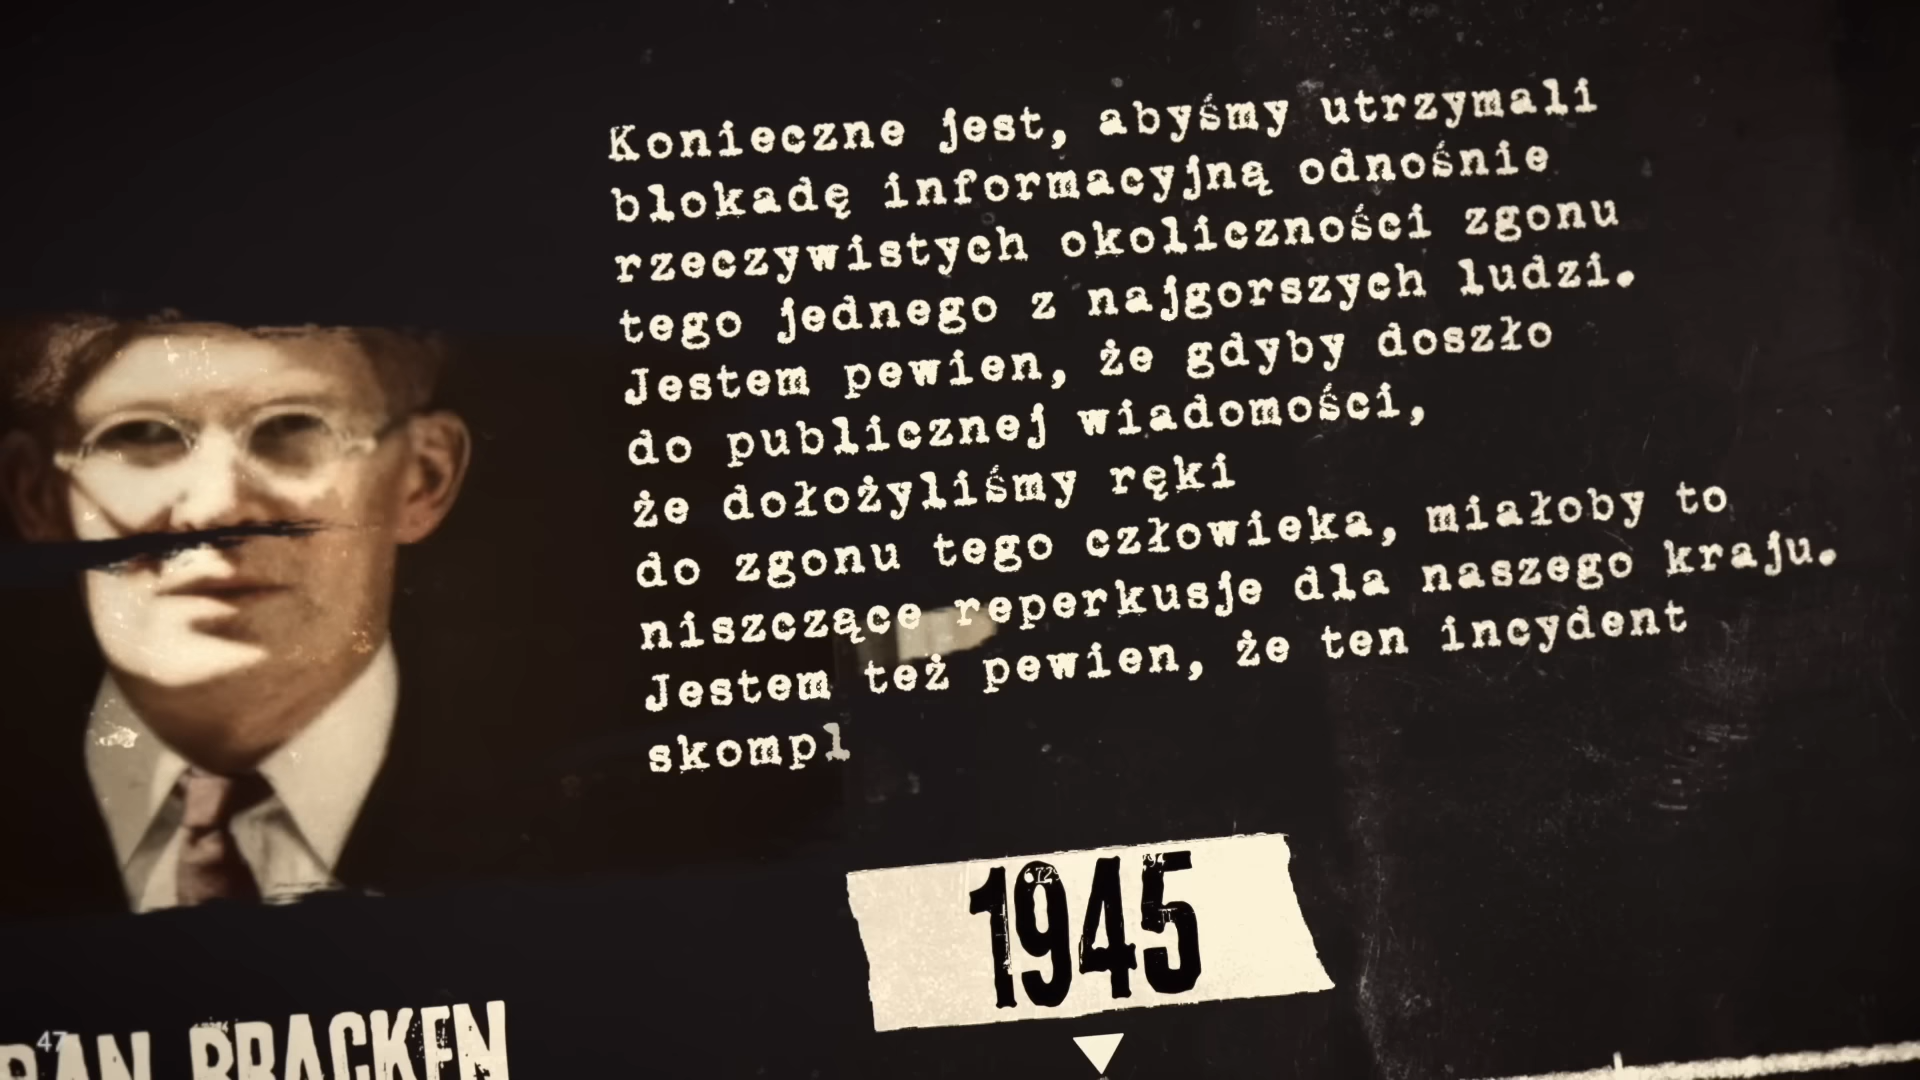 Konieczne jest, abyśmy utrzymali
blokadę informacyjną odnośnie
rzeczywistych okoliczności zgonu
tego jednego z najgorszych ludzi.
Jestem pewien, że gdyby doszło
do publicznej wiadomości,
że dołożyliśmy ręki
do zgonu tego człowieka, miałoby to
niszczące reperkusje dla naszego kraju.
Jestem też pewien, że ten incydent
skompl
1945
BRACKEN
47